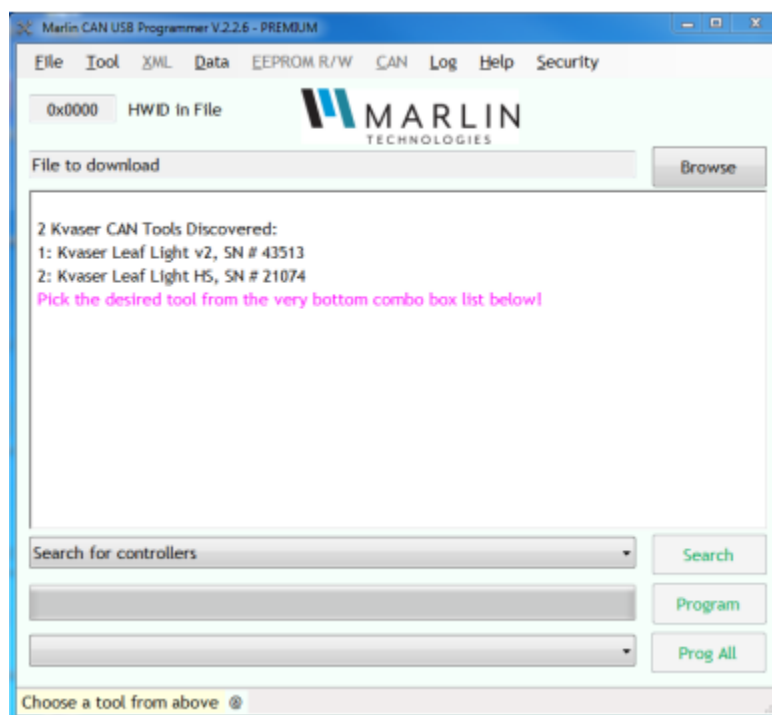 Marlin CAN USB Programmer V.2.2.6 - PREMIUM
File Tool XML Data EEPROM R/W CAN Log Help Security
0x0000 HWID in File
MARLIN
TECHNOLOGIES
File to download Browse
2 Kvaser CAN Tools Discovered:
1: Kvaser Leaf Light v2, SN # 43513
2: Kvaser Leaf Light HS, SN # 21074
Pick the desired tool from the very bottom combo box list below!
Search for controllers Search
Program
Prog All
Choose a tool from above @